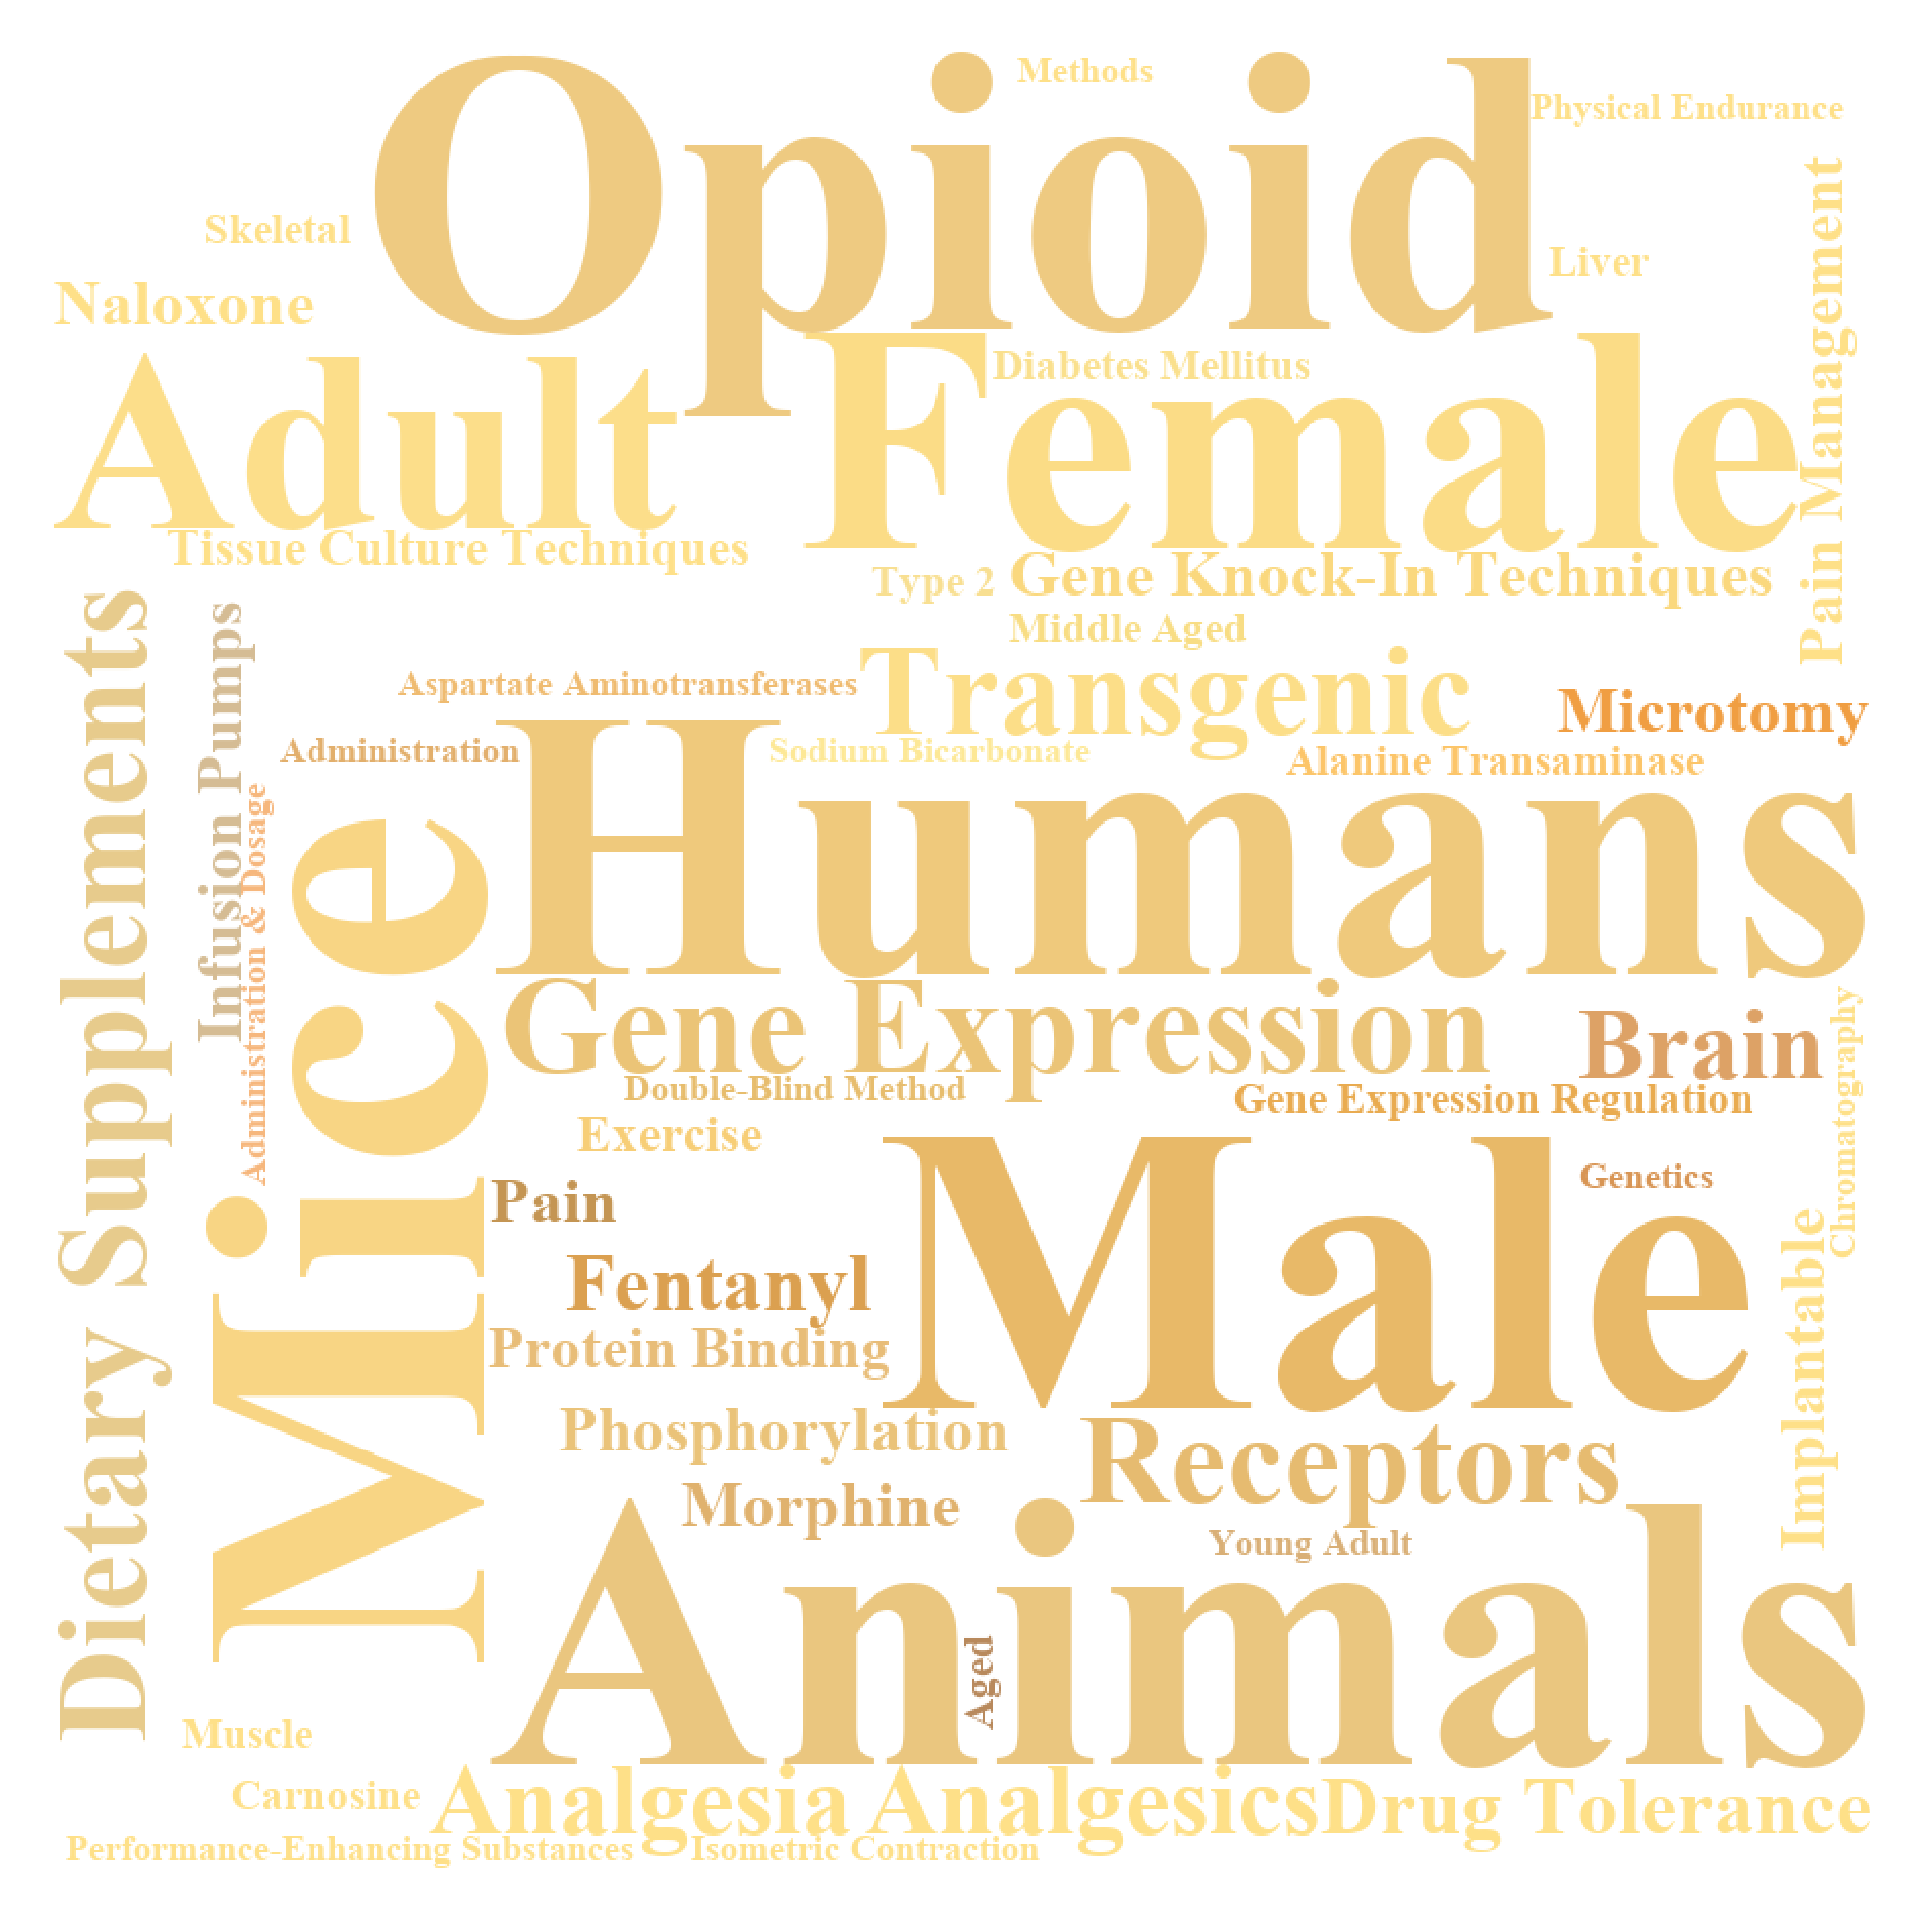 Methods
Opioid
Physical Endurance
Skeletal
Liver
Naloxone
Pain Management
Diabetes Mellitus
Adult
Female
Tissue Culture Techniques
Type 2
Gene Knock-In Techniques
Middle Aged
Dietary Supplements
Infusion Pumps
Aspartate Aminotransferases
Transgenic
Microtomy
Administration
Sodium Bicarbonate
Alanine Transaminase
Administration & Dosage
Humans
Mice
Gene Expression
Brain
Chromatography
Double-Blind Method
Gene Expression Regulation
Exercise
Male
Genetics
Pain
Implantable
Fentanyl
Protein Binding
Phosphorylation
Receptors
Morphine
Young Adult
Animals
Aged
Muscle
Carnosine
Analgesia
Analgesics
Drug Tolerance
Performance-Enhancing Substances
Isometric Contraction